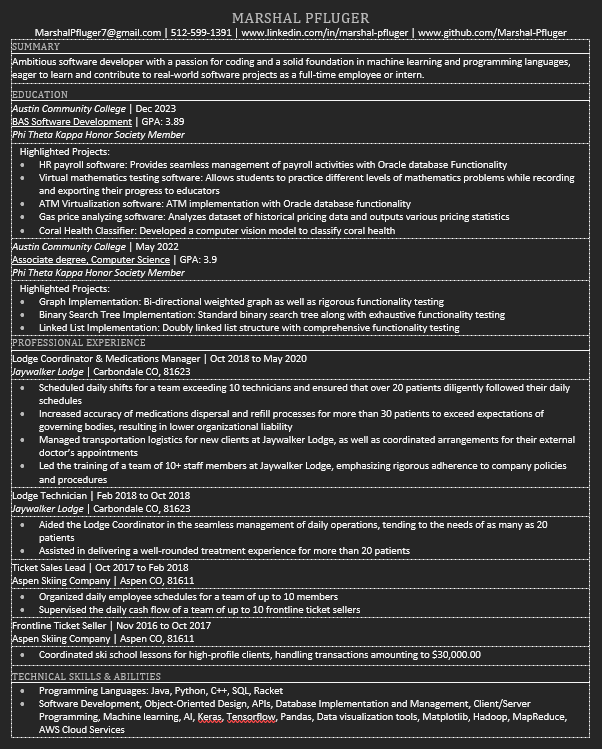 MARSHAL PFLUGER
MarshalPfluger7@gmail.com | 512-599-1391 | www.linkedin.com/in/marshal-pfluger | www.github.com/Marshal-Pfluger
SUMMARY
Ambitious software developer with a passion for coding and a solid foundation in machine learning and programming languages,
eager to learn and contribute to real-world software projects as a full-time employee or intern.
EDUCATION
Austin Community College | Dec 2023
BAS Software Development | GPA: 3.89
Phi Theta Kappa Honor Society Member
Highlighted Projects:
• HR payroll software: Provides seamless management of payroll activities with Oracle database Functionality
• Virtual mathematics testing software: Allows students to practice different levels of mathematics problems while recording
and exporting their progress to educators
• ATM Virtualization software: ATM implementation with Oracle database functionality
• Gas price analyzing software: Analyzes dataset of historical pricing data and outputs various pricing statistics
• Coral Health Classifier: Developed a computer vision model to classify coral health
Austin Community College | May 2022
Associate degree, Computer Science | GPA: 3.9
Phi Theta Kappa Honor Society Member
Highlighted Projects:
• Graph Implementation: Bi-directional weighted graph as well as rigorous functionality testing
• Binary Search Tree Implementation: Standard binary search tree along with exhaustive functionality testing
• Linked List Implementation: Doubly linked list structure with comprehensive functionality testing
PROFESSIONAL EXPERIENCE
Lodge Coordinator & Medications Manager | Oct 2018 to May 2020
Jaywalker Lodge | Carbondale CO, 81623
• Scheduled daily shifts for a team exceeding 10 technicians and ensured that over 20 patients diligently followed their daily
schedules
• Increased accuracy of medications dispersal and refill processes for more than 30 patients to exceed expectations of
governing bodies, resulting in lower organizational liability
• Managed transportation logistics for new clients at Jaywalker Lodge, as well as coordinated arrangements for their external
doctor's appointments
• Led the training of a team of 10+ staff members at Jaywalker Lodge, emphasizing rigorous adherence to company policies
and procedures
Lodge Technician | Feb 2018 to Oct 2018
Jaywalker Lodge | Carbondale CO, 81623
• Aided the Lodge Coordinator in the seamless management of daily operations, tending to the needs of as many as 20
patients
• Assisted in delivering a well-rounded treatment experience for more than 20 patients
Ticket Sales Lead | Oct 2017 to Feb 2018
Aspen Skiing Company | Aspen CO, 81611
• Organized daily employee schedules for a team of up to 10 members
• Supervised the daily cash flow of a team of up to 10 frontline ticket sellers
Frontline Ticket Seller | Nov 2016 to Oct 2017
Aspen Skiing Company | Aspen CO, 81611
• Coordinated ski school lessons for high-profile clients, handling transactions amounting to $30,000.00
TECHNICAL SKILLS & ABILITIES
• Programming Languages: Java, Python, C++, SQL, Racket
• Software Development, Object-Oriented Design, APIs, Database Implementation and Management, Client/Server
Programming, Machine learning, AI, Keras, Tensorflow, Pandas, Data visualization tools, Matplotlib, Hadoop, MapReduce,
AWS Cloud Services